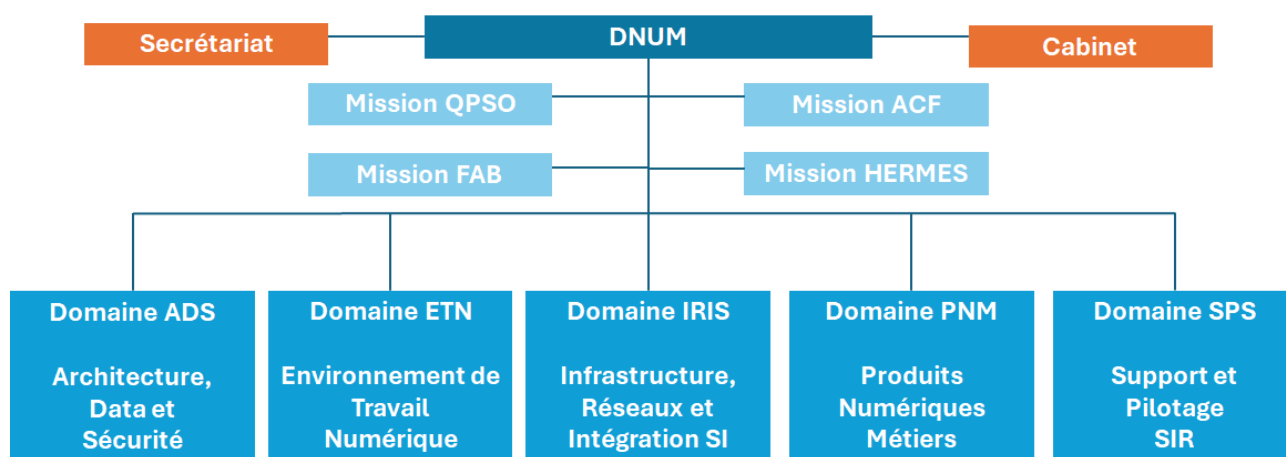 Secrétariat
DNUM
Cabinet
Mission QPSO
Mission ACF
Mission FAB
Mission HERMES
Domaine ADS
Architecture,
Data et
Sécurité
Domaine ETN
Environnement de
Travail
Numérique
Domaine IRIS
Infrastructure,
Réseaux et
Intégration SI
Domaine PNM
Produits
Numériques
Métiers
Domaine SPS
Support et
Pilotage
SIR